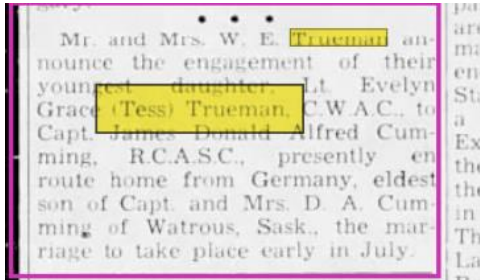 Mr. and Mrs. W. E. Trueman an-
nounce the engagement of their
youngest daughter, Lt. Evelyn
Grace (Tess) Trueman, C.W.A.C., to
Capt. James Donald Alfred Cum-
ming, R.C.A.S.C., presently en
route home from Germany, eldest
son of Capt. and Mrs. D. A. Cum-
ming of Watrous, Sask., the mar-
riage to take place early in July.